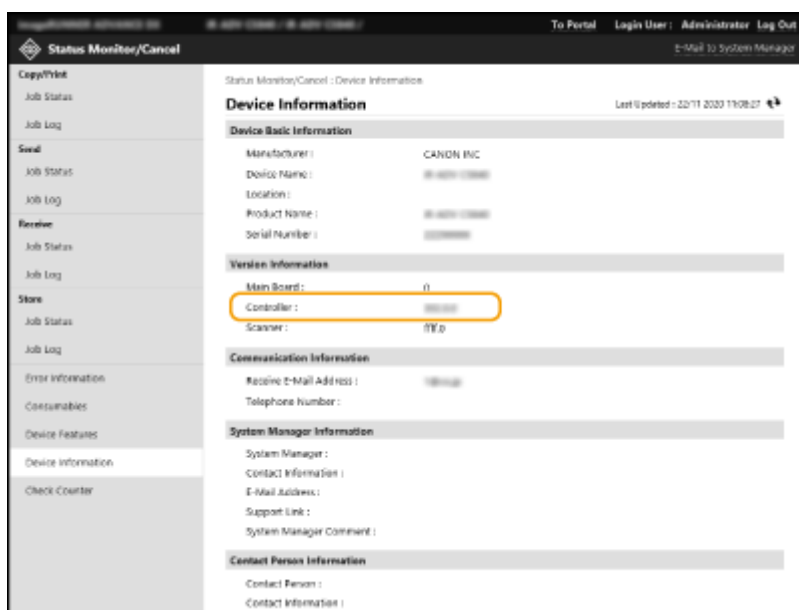 To Portal Login User : Administrator Log Out
Status Monitor/Cancel
E-Mail to System Manager
Copy/Print
Job Status
Job Log
Send
Job Status
Job Log
Receive
Job Status
Job Log
Store
Job Status
Job Log
Error Information
Consumables
Device Features
Device Information
Check Counter
Status Monitor/Cancel : Device Information
Device Information
Last Updated : 22/11 2020 11:08:27
Device Basic Information
Manufacturer : CANON INC
Device Name :
Location :
Product Name :
Serial Number :
Version Information
Main Board : 0
Controller :
Scanner :
Communication Information
Receive E-Mail Address :
Telephone Number :
System Manager Information
System Manager :
Contact Information :
E-Mail Address :
Support Link :
System Manager Comment :
Contact Person Information
Contact Person :
Contact Information :